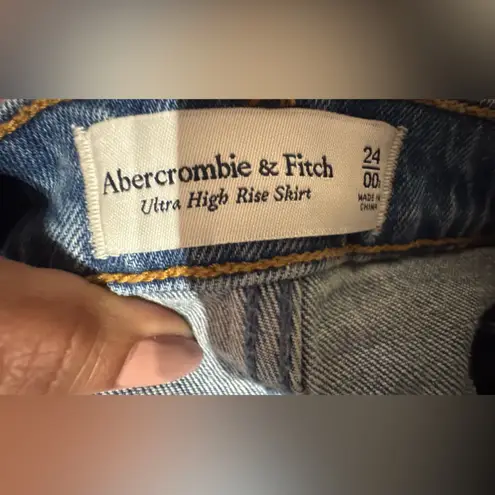 Abercrombie & Fitch
Ultra High Rise Skirt
24
00
MADE IN
CHINA